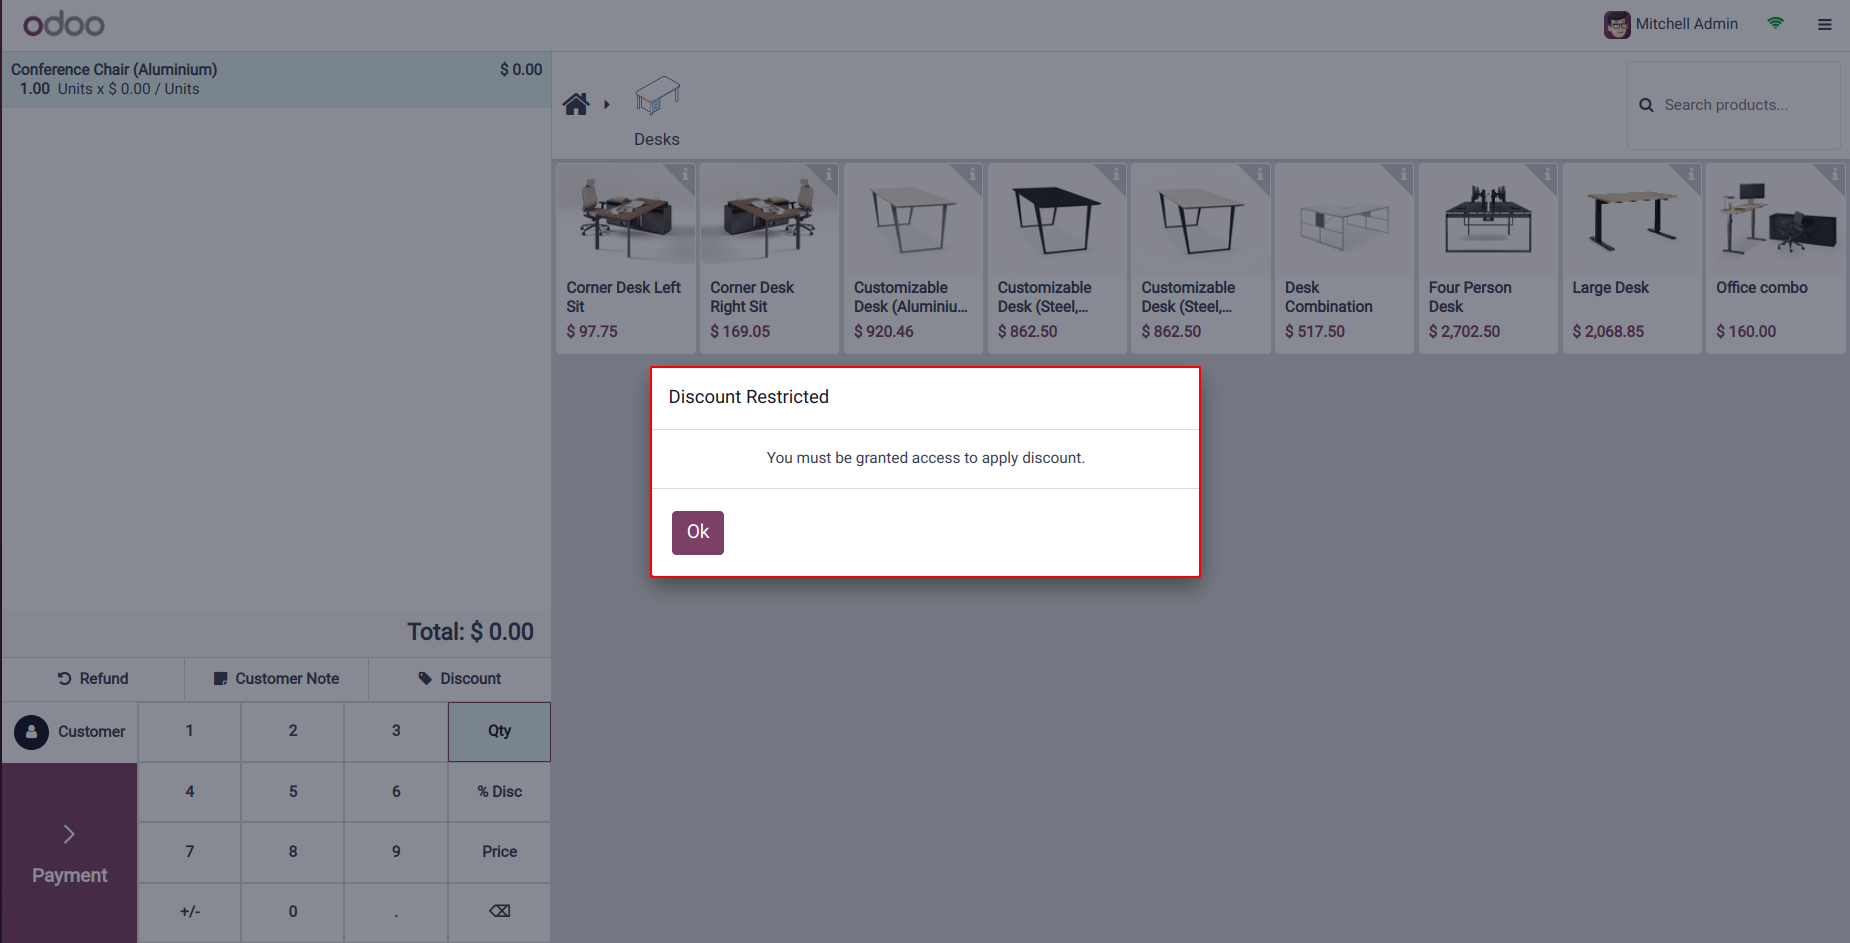 odoo
Mitchell Admin
Conference Chair (Aluminium) $ 0.00
1.00 Units x $ 0.00 / Units
Desks
Search products...
Corner Desk Left
Sit
$ 97.75
Corner Desk
Right Sit
$ 169.05
Customizable
Desk (Aluminiu...
$ 920.46
Customizable
Desk (Steel,...
$ 862.50
Customizable
Desk (Steel,...
$ 862.50
Desk
Combination
$ 517.50
Four Person
Desk
$ 2,702.50
Large Desk
$ 2,068.85
Office combo
$ 160.00
Discount Restricted
You must be granted access to apply discount.
Ok
Total: $ 0.00
Refund Customer Note Discount
Customer 1 2 3 Qty
4 5 6 % Disc
7 8 9 Price
Payment
+/- 0 .